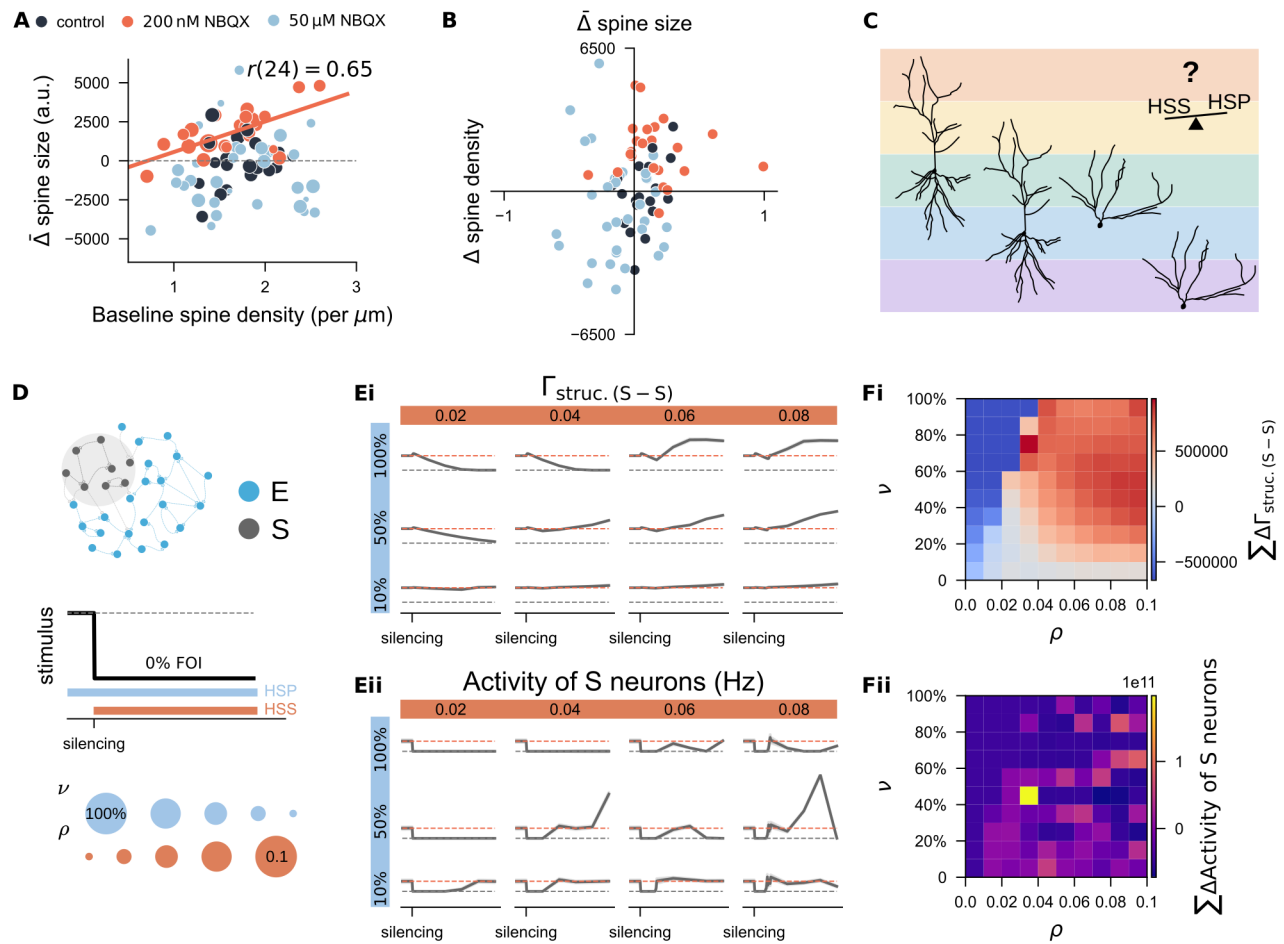 A control 200 nM NBQX 50 µM NBQX
r(24) = 0.65
Δ̄ spine size (a.u.)
5000
2500
0
−2500
−5000
1 2 3
Baseline spine density (per µm)
B
Δ̄ spine size
6500
Δ spine density
−1 1
−6500
C
?
HSS HSP
D
E
S
stimulus
0% FOI
HSP
HSS
silencing
ν
100%
ρ
0.1
Ei
Γstruc. (S − S)
0.02 0.04 0.06 0.08
100%
50%
10%
silencing silencing silencing silencing
Eii
Activity of S neurons (Hz)
0.02 0.04 0.06 0.08
100%
50%
10%
silencing silencing silencing silencing
Fi
100%
80%
60%
40%
20%
0
ν
0.0 0.02 0.04 0.06 0.08 0.1
ρ
500000
0
−500000
∑ΔΓstruc. (S − S)
Fii
1e11
100%
80%
60%
40%
20%
0%
ν
0.0 0.02 0.04 0.06 0.08 0.1
ρ
1
0
∑ΔActivity of S neurons